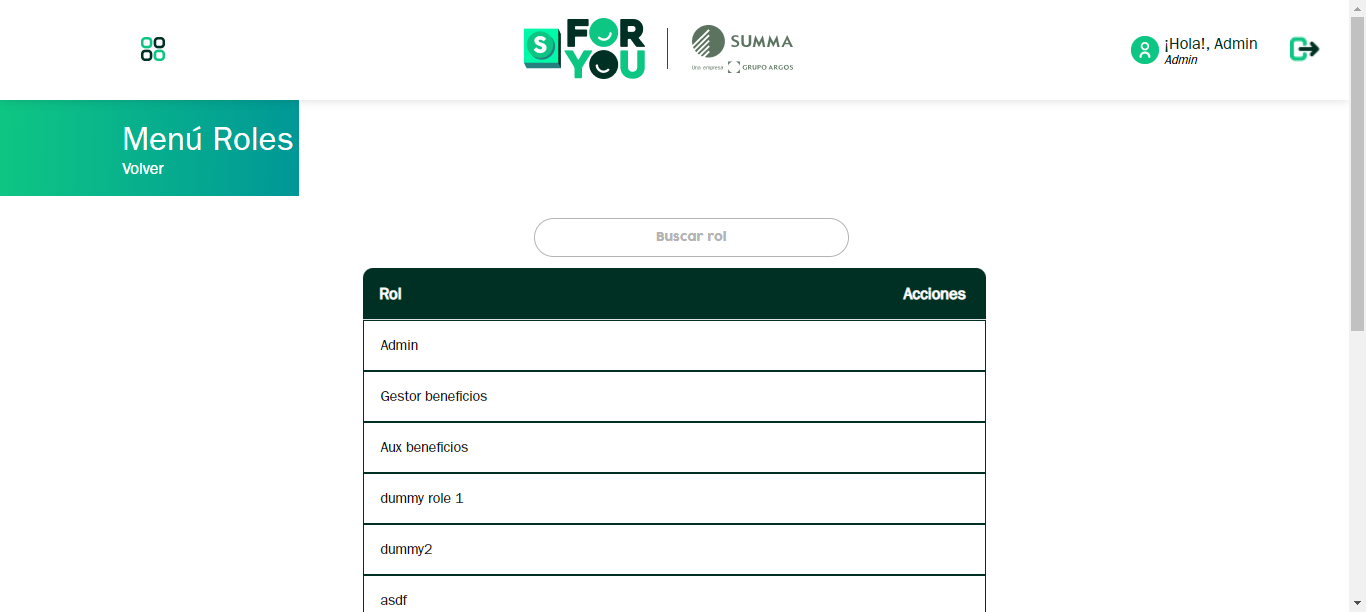 S FOR
YOU
SUMMA
Una empresa GRUPO ARGOS
¡Hola!, Admin
Admin
Menú Roles
Volver
Buscar rol
Rol Acciones
Admin
Gestor beneficios
Aux beneficios
dummy role 1
dummy2
asdf